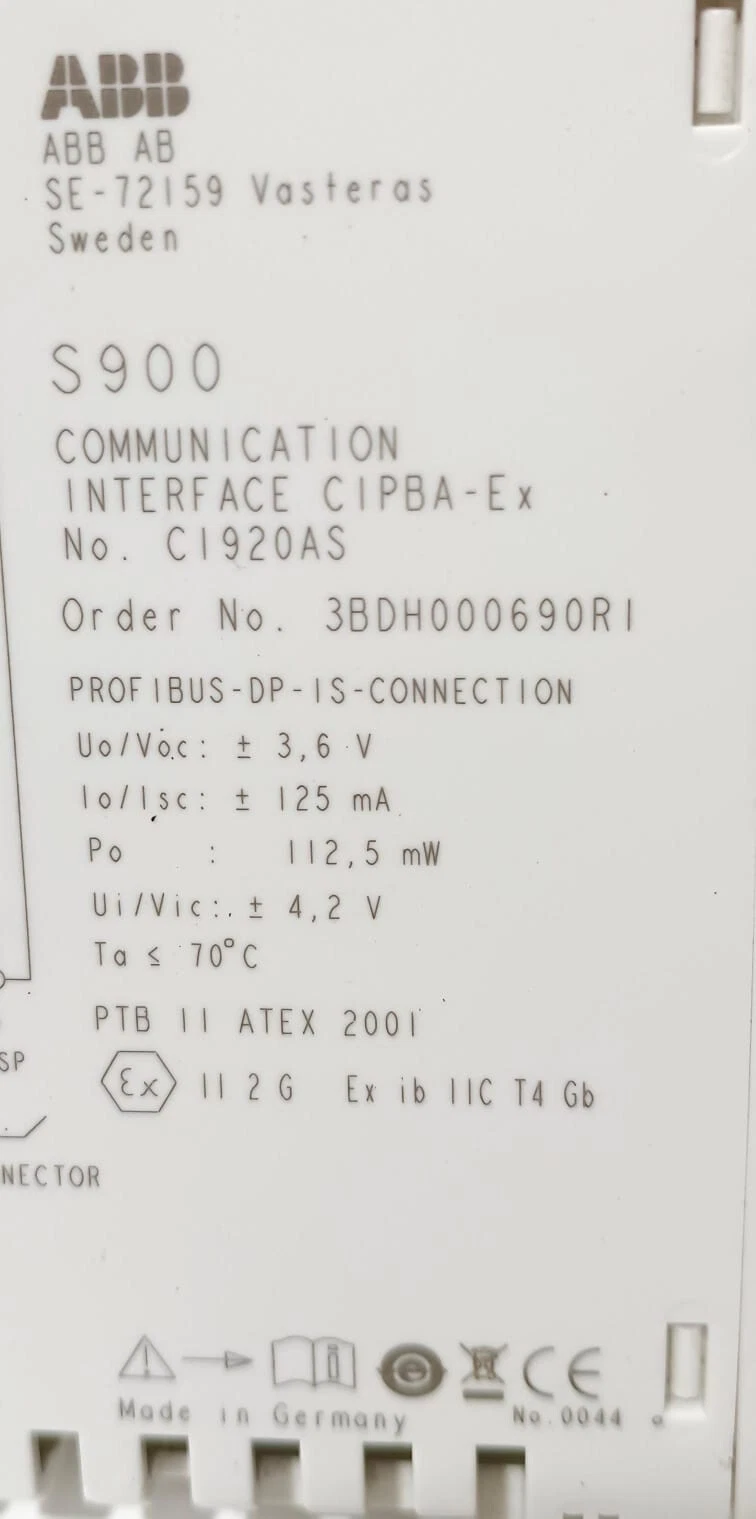 ABB
ABB AB
SE-72159 Vasteras
Sweden
S900
COMMUNICATION
INTERFACE CIPBA-Ex
No. CI920AS
Order No. 3BDH000690R1
PROFIBUS-DP-IS-CONNECTION
Uo/Voc: ± 3,6 V
Io/Isc: ± 125 mA
Po : 112,5 mW
Ui/Vic: ± 4,2 V
Ta ≤ 70°C
PTB 11 ATEX 2001
SP
Ex II 2 G Ex ib IIC T4 Gb
NECTOR
i e CE
Made in Germany No.0044